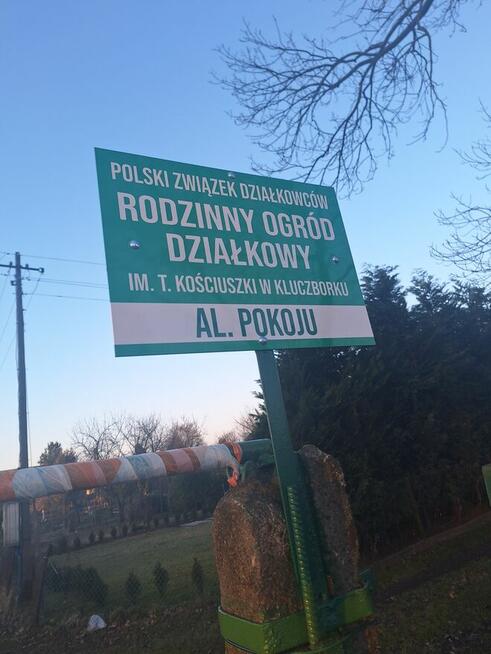 POLSKI ZWIĄZEK DZIAŁKOWCÓW
RODZINNY OGRÓD
DZIAŁKOWY
IM. T. KOŚCIUSZKI W KLUCZBORKU
AL. POKOJU